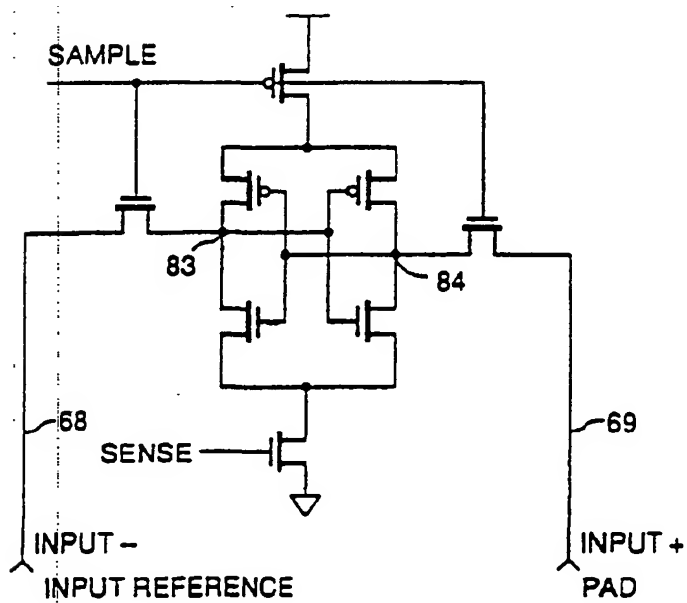 SAMPLE
83
84
68
SENSE
69
INPUT –
INPUT REFERENCE
INPUT +
PAD